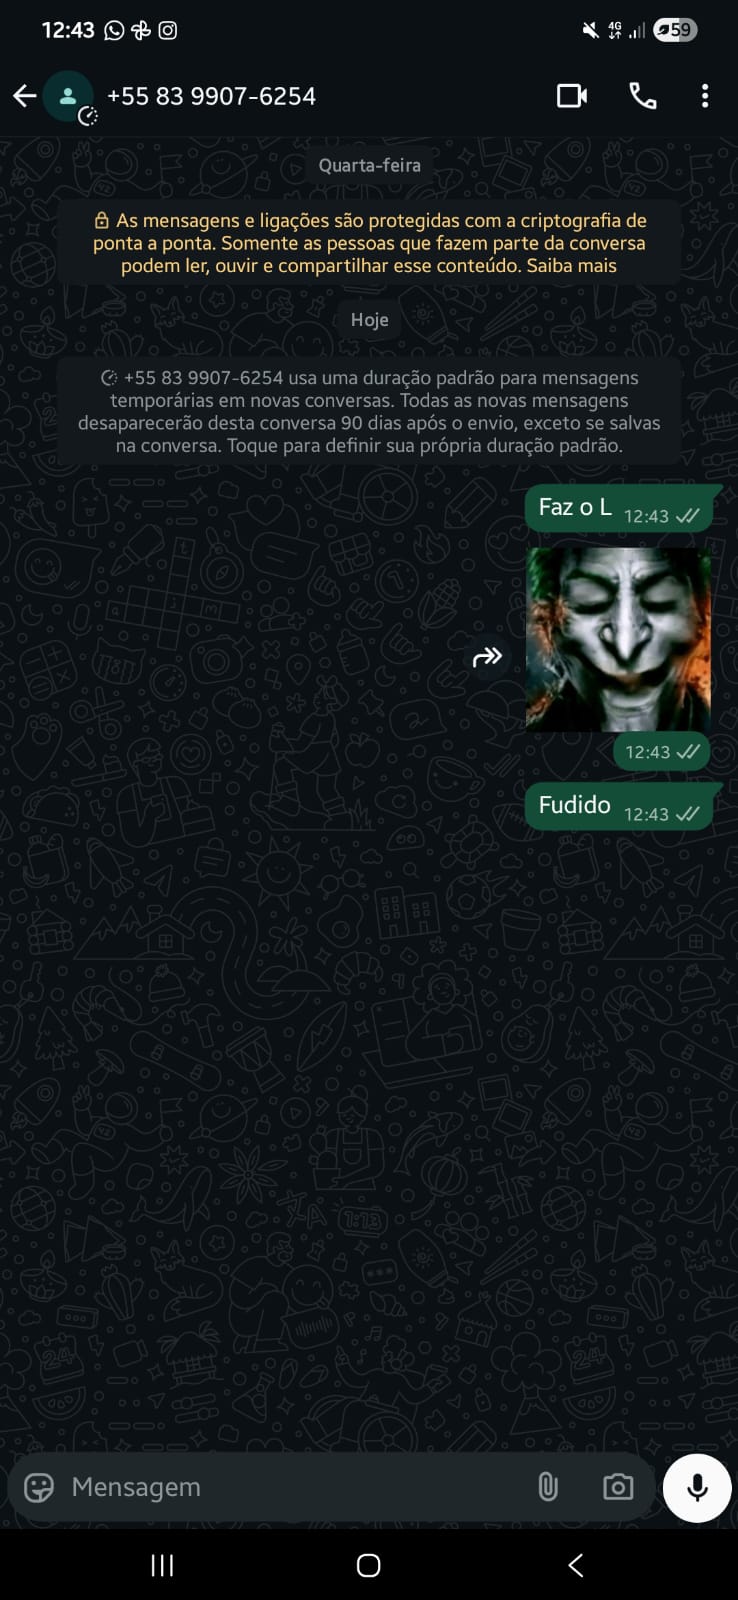 12:43
4G
59
+55 83 9907-6254
Quarta-feira
As mensagens e ligações são protegidas com a criptografia de
ponta a ponta. Somente as pessoas que fazem parte da conversa
podem ler, ouvir e compartilhar esse conteúdo. Saiba mais
Hoje
+55 83 9907-6254 usa uma duração padrão para mensagens
temporárias em novas conversas. Todas as novas mensagens
desaparecerão desta conversa 90 dias após o envio, exceto se salvas
na conversa. Toque para definir sua própria duração padrão.
Faz o L 12:43
12:43
Fudido 12:43
Mensagem